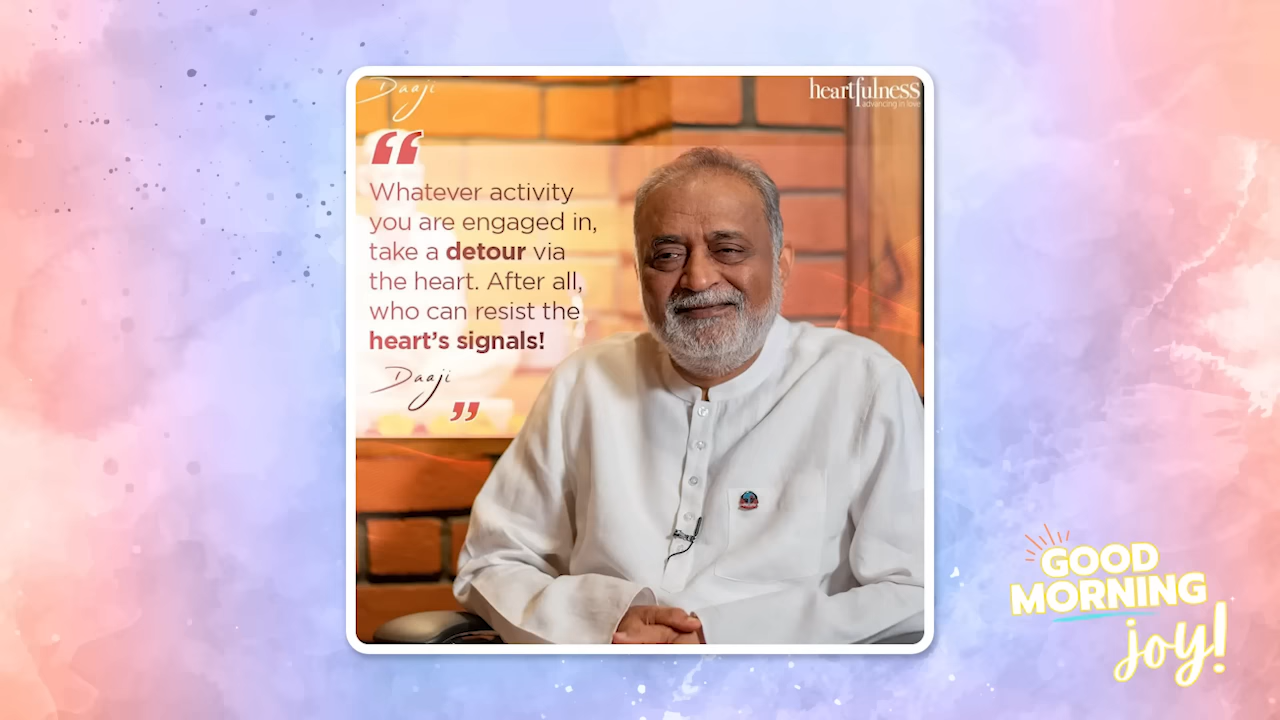 Daaji
heartfulness
advancing in love
“
Whatever activity
you are engaged in,
take a detour via
the heart. After all,
who can resist the
heart’s signals!
Daaji
”
GOOD
MORNING
joy!